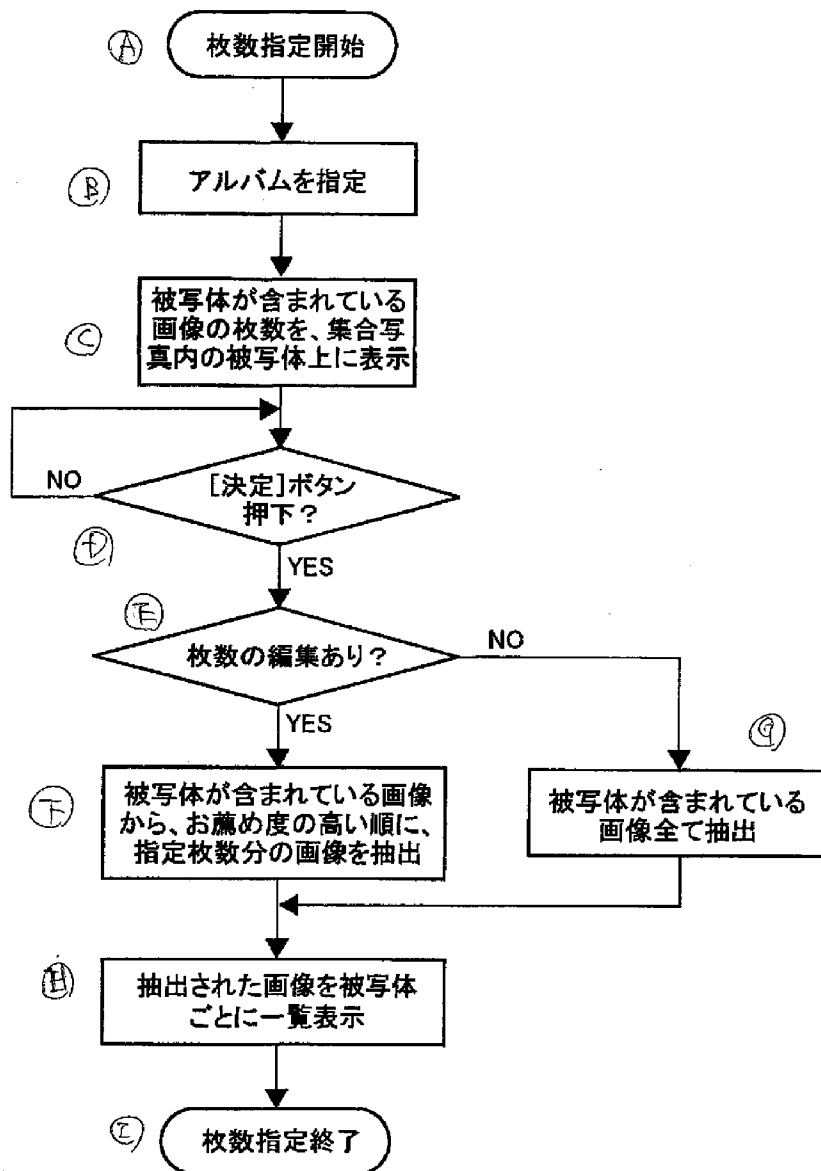 A
枚数指定開始
B
アルバムを指定
C
被写体が含まれている
画像の枚数を、集合写
真内の被写体上に表示
NO
[決定]ボタン
押下？
D
YES
E
枚数の編集あり？
NO
YES
F
被写体が含まれている画像
から、お薦め度の高い順に、
指定枚数分の画像を抽出
G
被写体が含まれている
画像全て抽出
H
抽出された画像を被写体
ごとに一覧表示
I
枚数指定終了